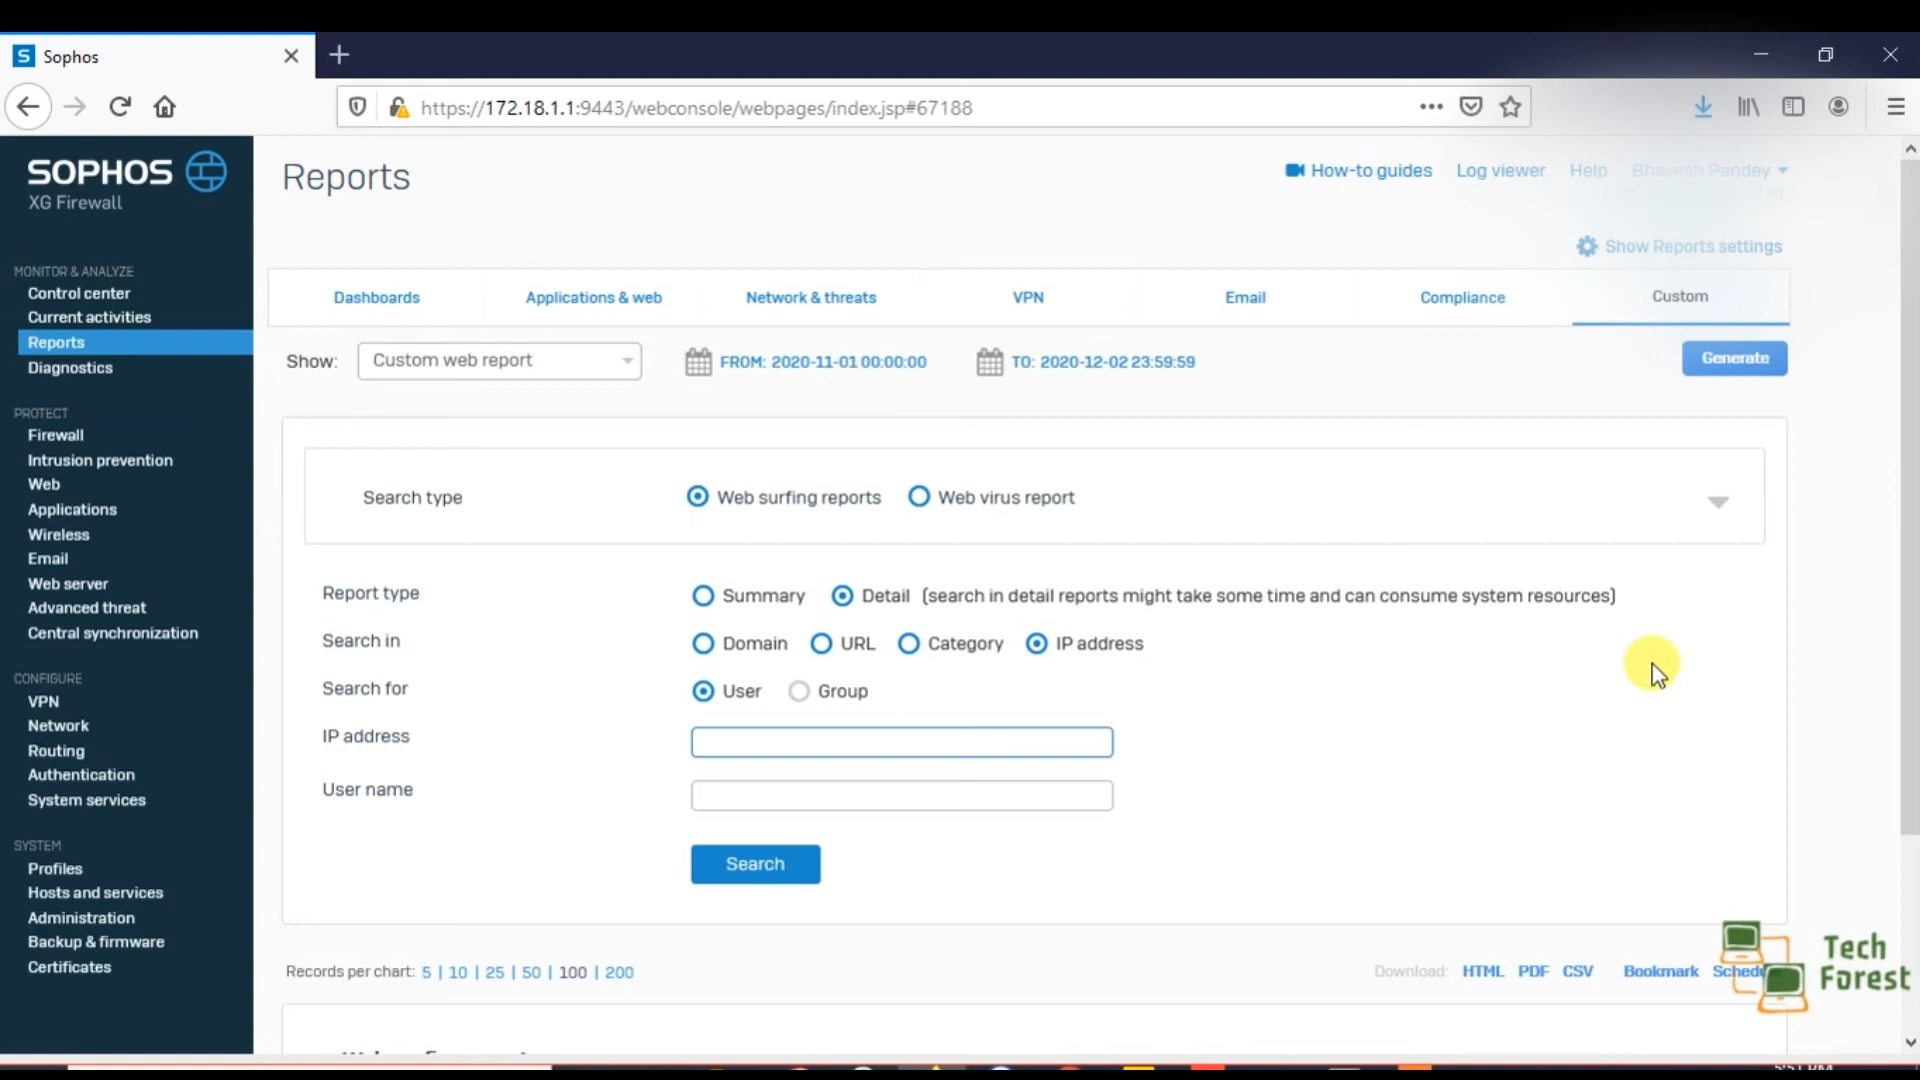 S Sophos
https://172.18.1.1:9443/webconsole/webpages/index.jsp#67188
SOPHOS
XG Firewall
MONITOR & ANALYZE
Control center
Current activities
Reports
Diagnostics
PROTECT
Firewall
Intrusion prevention
Web
Applications
Wireless
Email
Web server
Advanced threat
Central synchronization
CONFIGURE
VPN
Network
Routing
Authentication
System services
SYSTEM
Profiles
Hosts and services
Administration
Backup & firmware
Certificates
Reports
How-to guides Log viewer Help Bhavesh Pandey
Show Reports settings
Dashboards Applications & web Network & threats VPN Email Compliance Custom
Show: Custom web report FROM: 2020-11-01 00:00:00 TO: 2020-12-02 23:59:59 Generate
Search type Web surfing reports Web virus report
Report type Summary Detail (search in detail reports might take some time and can consume system resources)
Search in Domain URL Category IP address
Search for User Group
IP address
User name
Search
Records per chart: 5 | 10 | 25 | 50 | 100 | 200 Download: HTML PDF CSV Bookmark
Tech
Forest